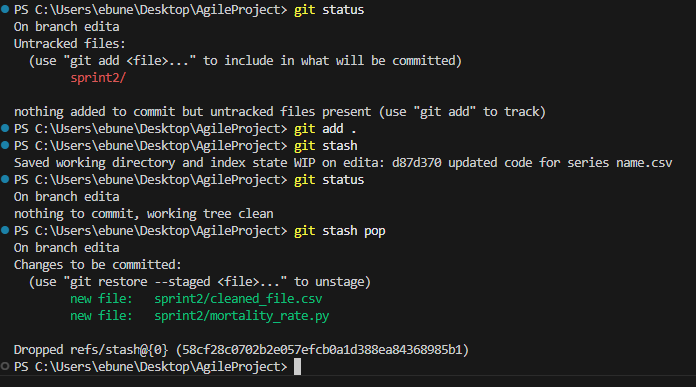 PS C:\Users\ebune\Desktop\AgileProject> git status
On branch edita
Untracked files:
  (use "git add <file>..." to include in what will be committed)
        sprint2/

nothing added to commit but untracked files present (use "git add" to track)
PS C:\Users\ebune\Desktop\AgileProject> git add .
PS C:\Users\ebune\Desktop\AgileProject> git stash
Saved working directory and index state WIP on edita: d87d370 updated code for series name.csv
PS C:\Users\ebune\Desktop\AgileProject> git status
On branch edita
nothing to commit, working tree clean
PS C:\Users\ebune\Desktop\AgileProject> git stash pop
On branch edita
Changes to be committed:
  (use "git restore --staged <file>..." to unstage)
        new file:   sprint2/cleaned_file.csv
        new file:   sprint2/mortality_rate.py

Dropped refs/stash@{0} (58cf28c0702b2e057efcb0a1d388ea84368985b1)
PS C:\Users\ebune\Desktop\AgileProject>